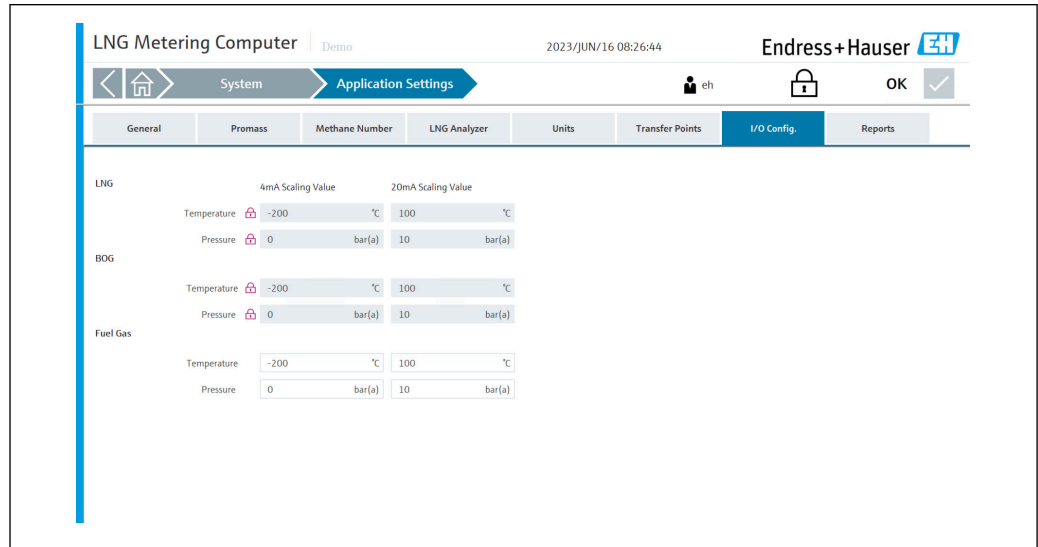 LNG Metering Computer Demo 2023/JUN/16 08:26:44 Endress+Hauser EH
System Application Settings eh OK
General Promass Methane Number LNG Analyzer Units Transfer Points I/O Config. Reports
LNG 4mA Scaling Value 20mA Scaling Value
Temperature -200 °C 100 °C
Pressure 0 bar(a) 10 bar(a)
BOG
Temperature -200 °C 100 °C
Pressure 0 bar(a) 10 bar(a)
Fuel Gas
Temperature -200 °C 100 °C
Pressure 0 bar(a) 10 bar(a)